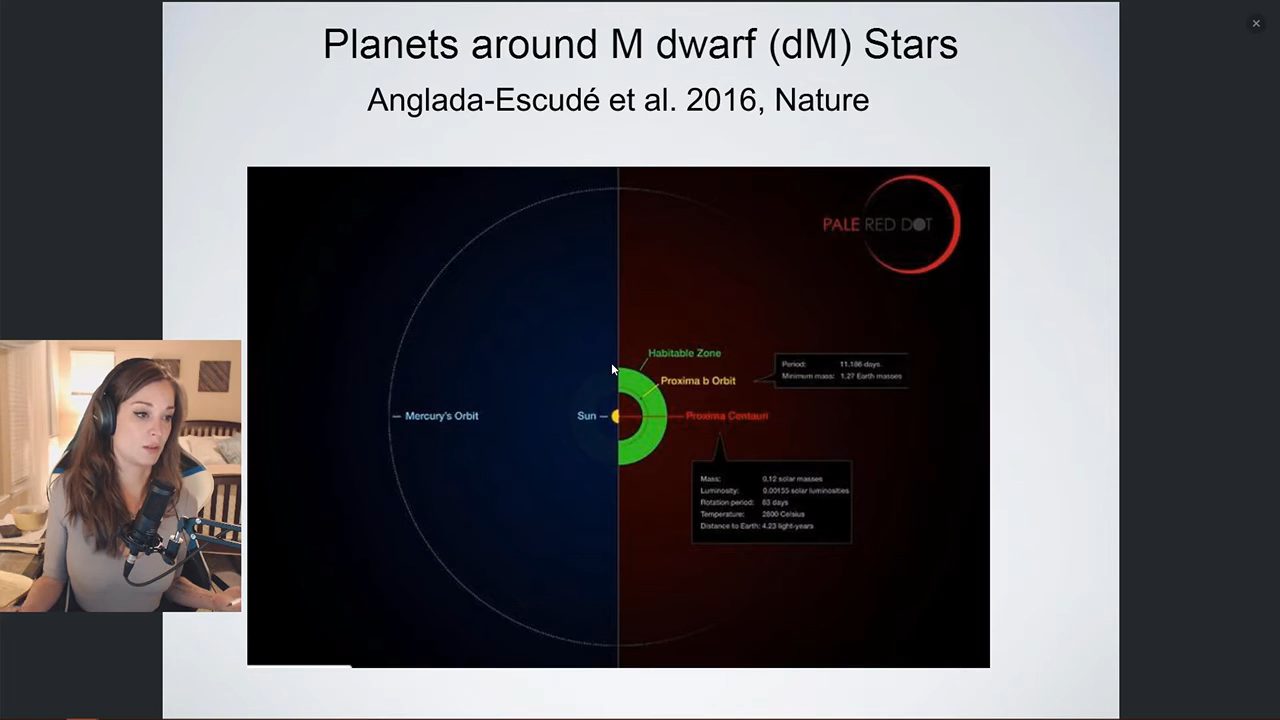 Planets around M dwarf (dM) Stars
Anglada-Escudé et al. 2016, Nature
PALE RED DOT
Habitable Zone
Proxima b Orbit
Period: 11.186 days
Minimum mass: 1.27 Earth masses
Mercury's Orbit
Sun
Proxima Centauri
Mass: 0.12 solar masses
Luminosity: 0.00155 solar luminosities
Rotation period: 83 days
Temperature: 2800 Celsius
Distance to Earth: 4.23 light-years